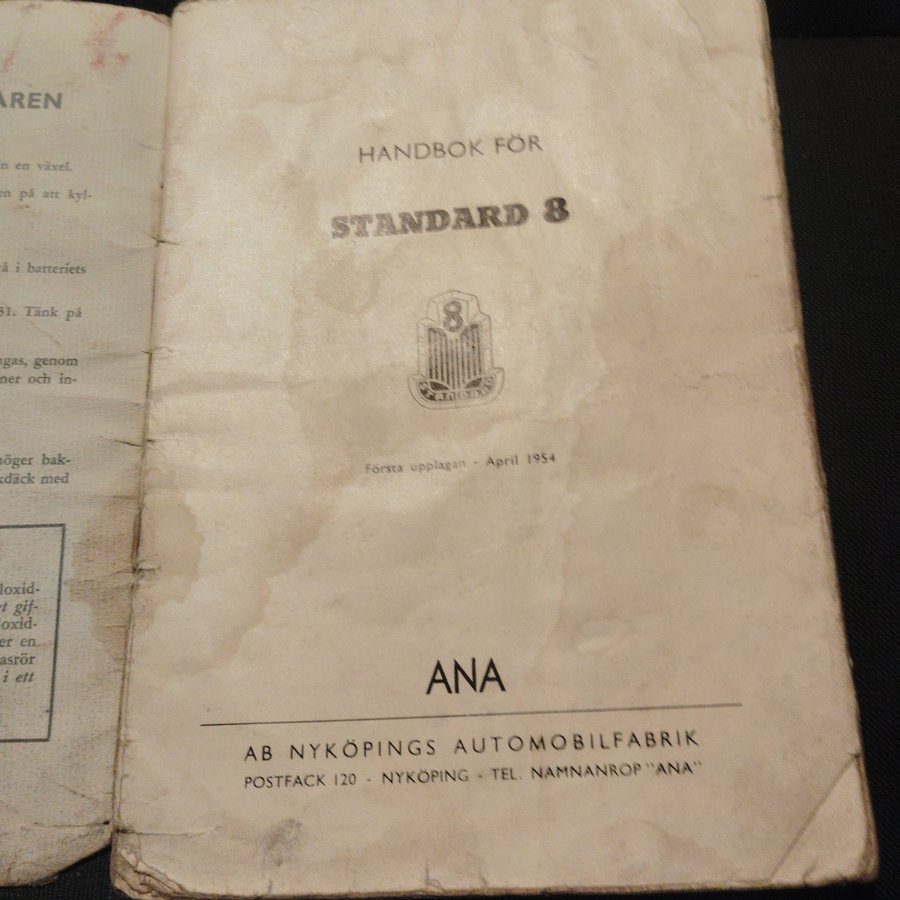 AREN
n en växel.
en på att kyl-
å i batteriets
31. Tänk på
gas, genom
ner och in-
höger bak-
kdäck med
loxid-
t gif-
oxid-
er en
asrör
i ett
HANDBOK FÖR
STANDARD 8
8
STANDARD
Första upplagan - April 1954
ANA
AB NYKÖPINGS AUTOMOBILFABRIK
POSTFACK 120 - NYKÖPING - TEL. NAMNANROP "ANA"